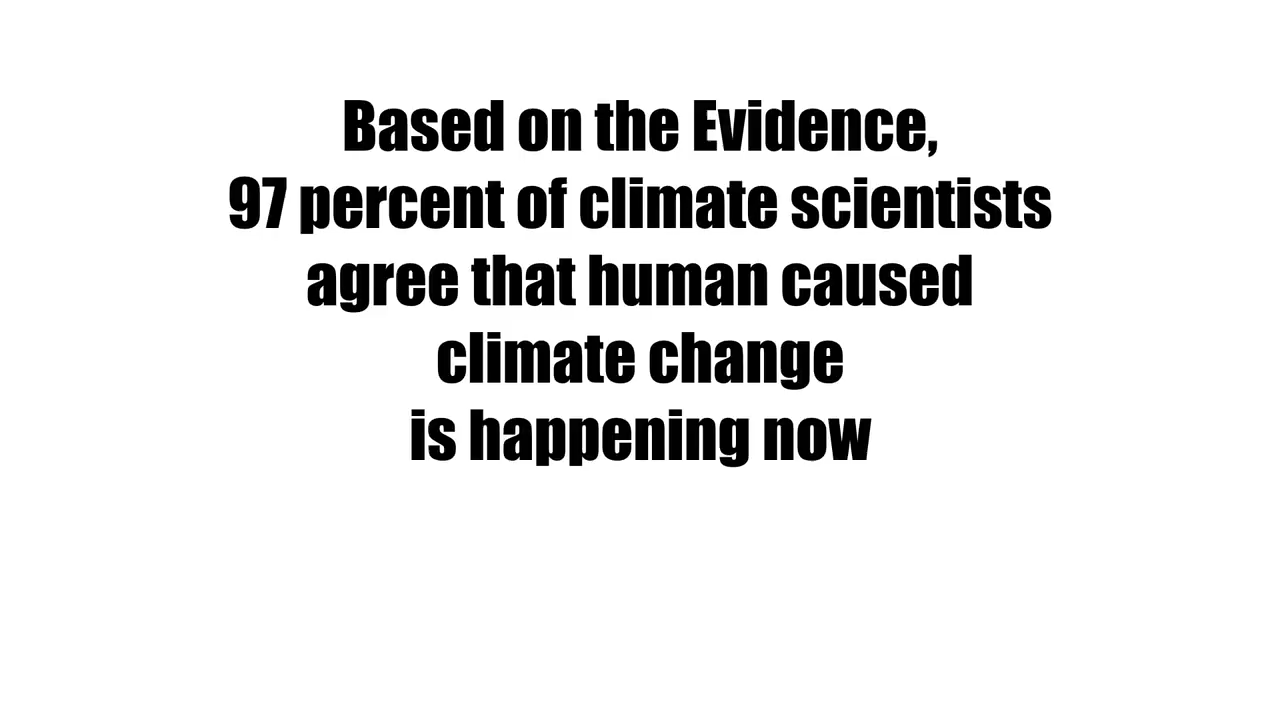 Based on the Evidence,
97 percent of climate scientists
agree that human caused
climate change
is happening now